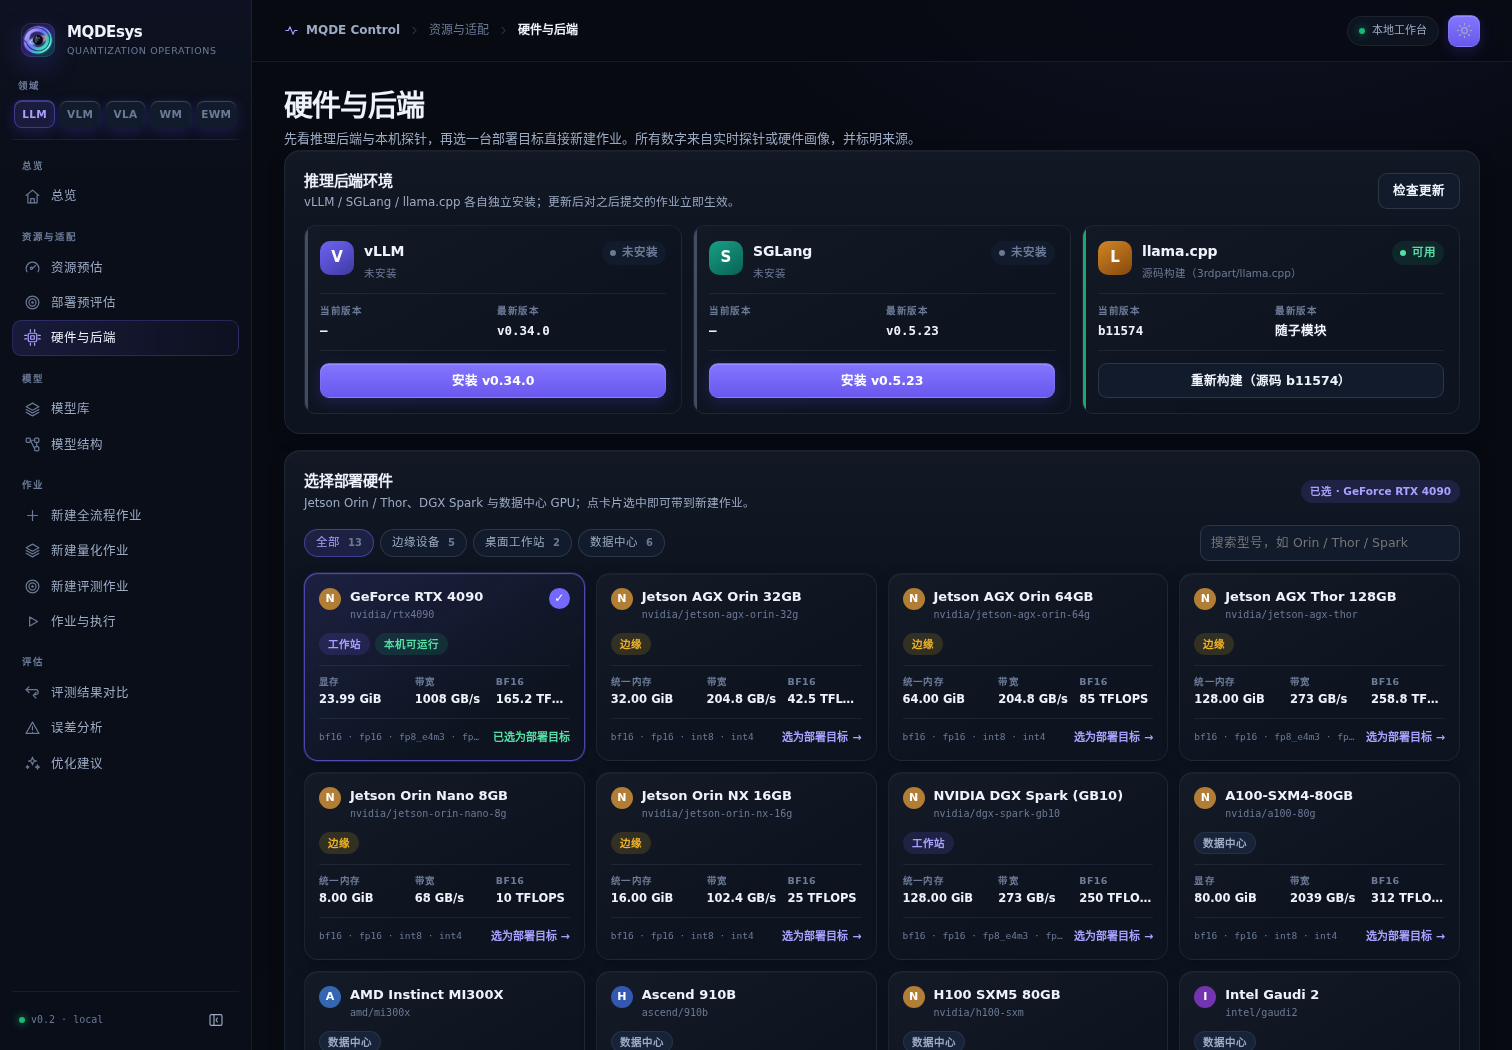 MQDEsys
QUANTIZATION OPERATIONS
领域
LLM VLM VLA WM EWM
总览
总览
资源与适配
资源预估
部署预评估
硬件与后端
模型
模型库
模型结构
作业
新建全流程作业
新建量化作业
新建评测作业
作业与执行
评估
评测结果对比
误差分析
优化建议
v0.2 · local
MQDE Control › 资源与适配 › 硬件与后端
本地工作台
硬件与后端
先看推理后端与本机探针，再选一台部署目标直接新建作业。所有数字来自实时探针或硬件画像，并标明来源。
推理后端环境
vLLM / SGLang / llama.cpp 各自独立安装；更新后对之后提交的作业立即生效。
检查更新
V vLLM 未安装
未安装
当前版本 最新版本
— v0.34.0
安装 v0.34.0
S SGLang 未安装
未安装
当前版本 最新版本
— v0.5.23
安装 v0.5.23
L llama.cpp 可用
源码构建（3rdpart/llama.cpp）
当前版本 最新版本
b11574 随子模块
重新构建（源码 b11574）
选择部署硬件
Jetson Orin / Thor、DGX Spark 与数据中心 GPU；点卡片选中即可带到新建作业。
已选 · GeForce RTX 4090
全部 13 边缘设备 5 桌面工作站 2 数据中心 6
搜索型号，如 Orin / Thor / Spark
N GeForce RTX 4090 ✓
nvidia/rtx4090
工作站 本机可运行
显存 带宽 BF16
23.99 GiB 1008 GB/s 165.2 TF…
bf16 · fp16 · fp8_e4m3 · fp… 已选为部署目标
N Jetson AGX Orin 32GB
nvidia/jetson-agx-orin-32g
边缘
统一内存 带宽 BF16
32.00 GiB 204.8 GB/s 42.5 TFL…
bf16 · fp16 · int8 · int4 选为部署目标 →
N Jetson AGX Orin 64GB
nvidia/jetson-agx-orin-64g
边缘
统一内存 带宽 BF16
64.00 GiB 204.8 GB/s 85 TFLOPS
bf16 · fp16 · int8 · int4 选为部署目标 →
N Jetson AGX Thor 128GB
nvidia/jetson-agx-thor
边缘
统一内存 带宽 BF16
128.00 GiB 273 GB/s 258.8 TF…
bf16 · fp16 · fp8_e4m3 · fp… 选为部署目标 →
N Jetson Orin Nano 8GB
nvidia/jetson-orin-nano-8g
边缘
统一内存 带宽 BF16
8.00 GiB 68 GB/s 10 TFLOPS
bf16 · fp16 · int8 · int4 选为部署目标 →
N Jetson Orin NX 16GB
nvidia/jetson-orin-nx-16g
边缘
统一内存 带宽 BF16
16.00 GiB 102.4 GB/s 25 TFLOPS
bf16 · fp16 · int8 · int4 选为部署目标 →
N NVIDIA DGX Spark (GB10)
nvidia/dgx-spark-gb10
工作站
统一内存 带宽 BF16
128.00 GiB 273 GB/s 250 TFLO…
bf16 · fp16 · fp8_e4m3 · fp… 选为部署目标 →
N A100-SXM4-80GB
nvidia/a100-80g
数据中心
显存 带宽 BF16
80.00 GiB 2039 GB/s 312 TFLO…
bf16 · fp16 · int8 · int4 选为部署目标 →
A AMD Instinct MI300X
amd/mi300x
数据中心
H Ascend 910B
ascend/910b
数据中心
N H100 SXM5 80GB
nvidia/h100-sxm
数据中心
I Intel Gaudi 2
intel/gaudi2
数据中心